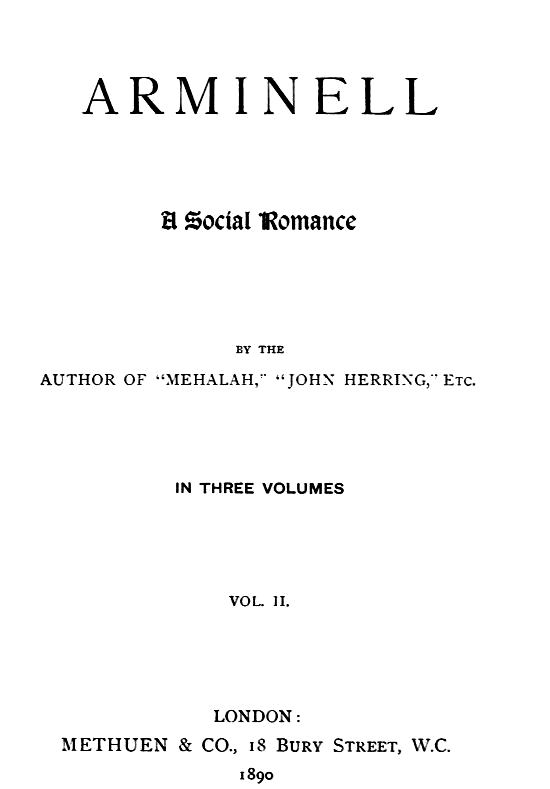 ARMINELL
A Social Romance
BY THE
AUTHOR OF "MEHALAH," "JOHN HERRING," ETC.
IN THREE VOLUMES
VOL. II.
LONDON:
METHUEN & CO., 18 BURY STREET, W.C.
1890